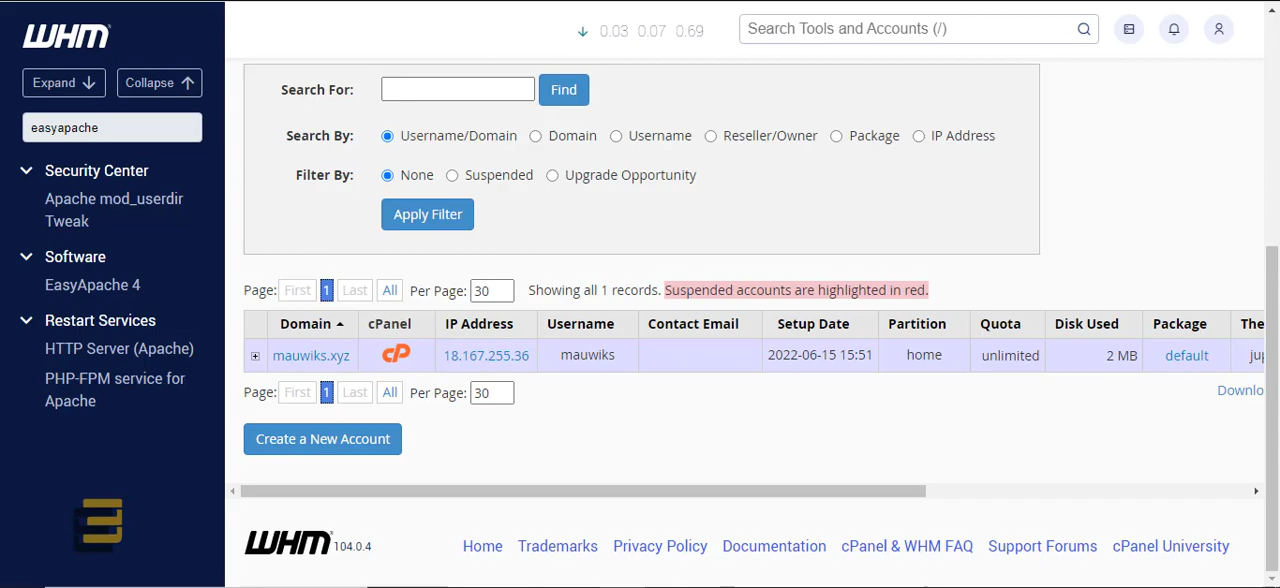 WHM
0.03 0.07 0.69
Search Tools and Accounts (/)
Expand
Collapse
easyapache
Security Center
Apache mod_userdir
Tweak
Software
EasyApache 4
Restart Services
HTTP Server (Apache)
PHP-FPM service for
Apache
Search For:
Find
Search By: Username/Domain Domain Username Reseller/Owner Package IP Address
Filter By: None Suspended Upgrade Opportunity
Apply Filter
Page: First 1 Last All Per Page: 30 Showing all 1 records. Suspended accounts are highlighted in red.
Domain cPanel IP Address Username Contact Email Setup Date Partition Quota Disk Used Package The
mauwiks.xyz cP 18.167.255.36 mauwiks 2022-06-15 15:51 home unlimited 2 MB default jup
Page: First 1 Last All Per Page: 30
Downlo
Create a New Account
WHM 104.0.4 Home Trademarks Privacy Policy Documentation cPanel & WHM FAQ Support Forums cPanel University